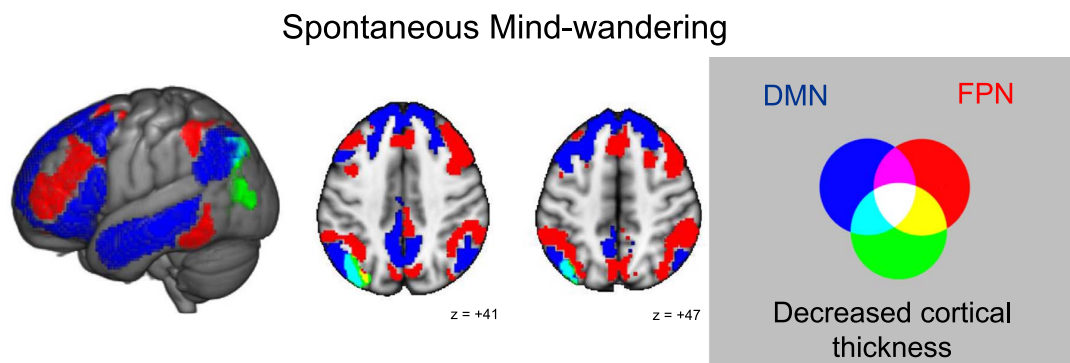 Spontaneous Mind-wandering
DMN FPN
z = +41
z = +47
Decreased cortical
thickness